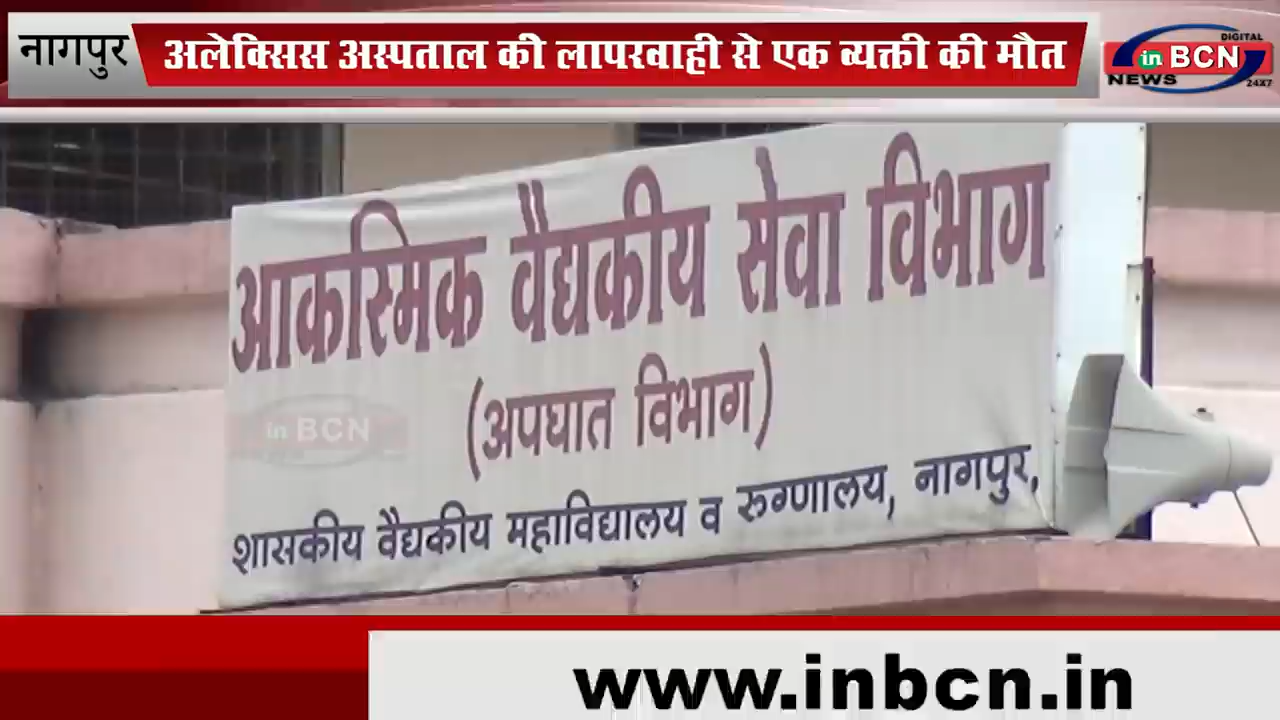 नागपुर
अलेक्सिस अस्पताल की लापरवाही से एक व्यक्ती की मौत
DIGITAL
in BCN
NEWS 24X7
आकस्मिक वैद्यकीय सेवा विभाग
(अपघात विभाग)
in BCN
शासकीय वैद्यकीय महाविद्यालय व रुग्णालय, नागपुर,
www.inbcn.in